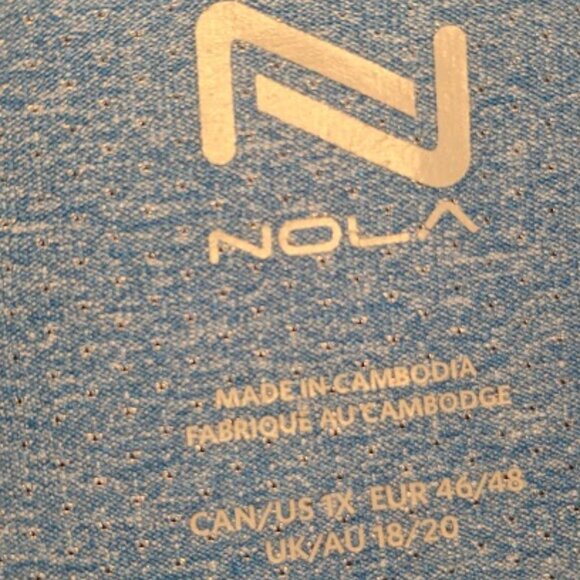 NOLA
MADE IN CAMBODIA
FABRIQUÉ AU CAMBODGE
CAN/US 1X EUR 46/48
UK/AU 18/20